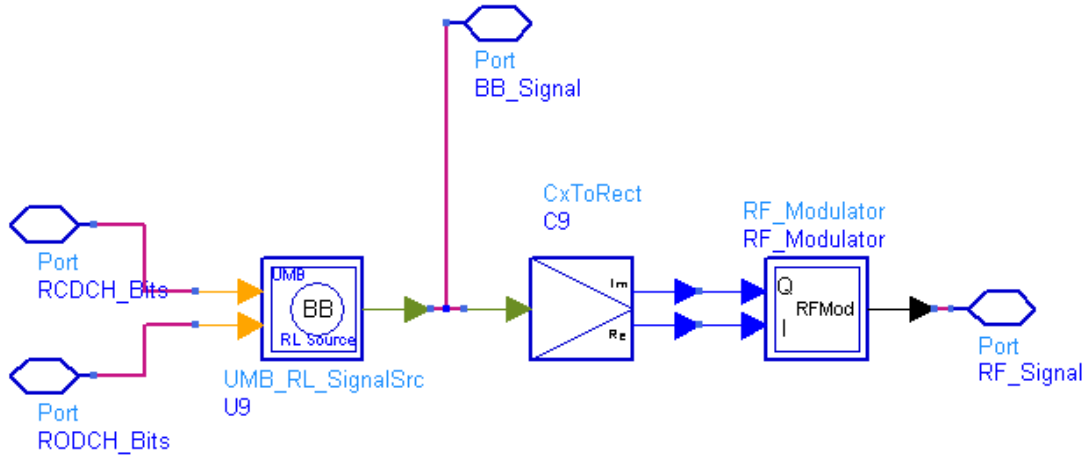 Port
BB_Signal
CxToRect
C9
RF_Modulator
RF_Modulator
Port
RCDCH_Bits
UMB
BB
RL Source
Im
Re
Q
I
RFMod
Port
RF_Signal
UMB_RL_SignalSrc
U9
Port
RODCH_Bits